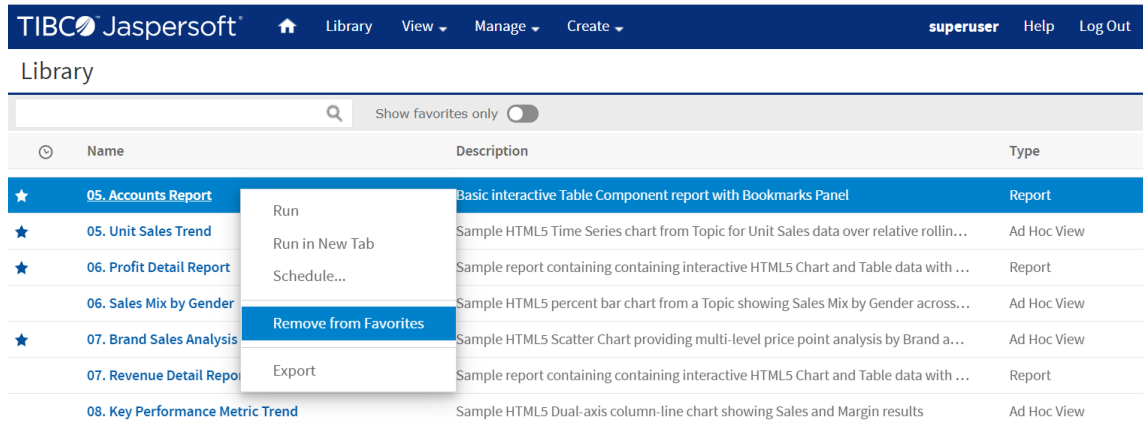 TIBCO Jaspersoft® Library View Manage Create superuser Help Log Out
Library
Show favorites only
Name Description Type
05. Accounts Report Basic interactive Table Component report with Bookmarks Panel Report
Run
05. Unit Sales Trend Sample HTML5 Time Series chart from Topic for Unit Sales data over relative rollin... Ad Hoc View
Run in New Tab
06. Profit Detail Report Sample report containing containing interactive HTML5 Chart and Table data with ... Report
Schedule...
06. Sales Mix by Gender Sample HTML5 percent bar chart from a Topic showing Sales Mix by Gender across... Ad Hoc View
Remove from Favorites
07. Brand Sales Analysis Sample HTML5 Scatter Chart providing multi-level price point analysis by Brand a... Ad Hoc View
Export
07. Revenue Detail Repor Sample report containing containing interactive HTML5 Chart and Table data with ... Report
08. Key Performance Metric Trend Sample HTML5 Dual-axis column-line chart showing Sales and Margin results Ad Hoc View